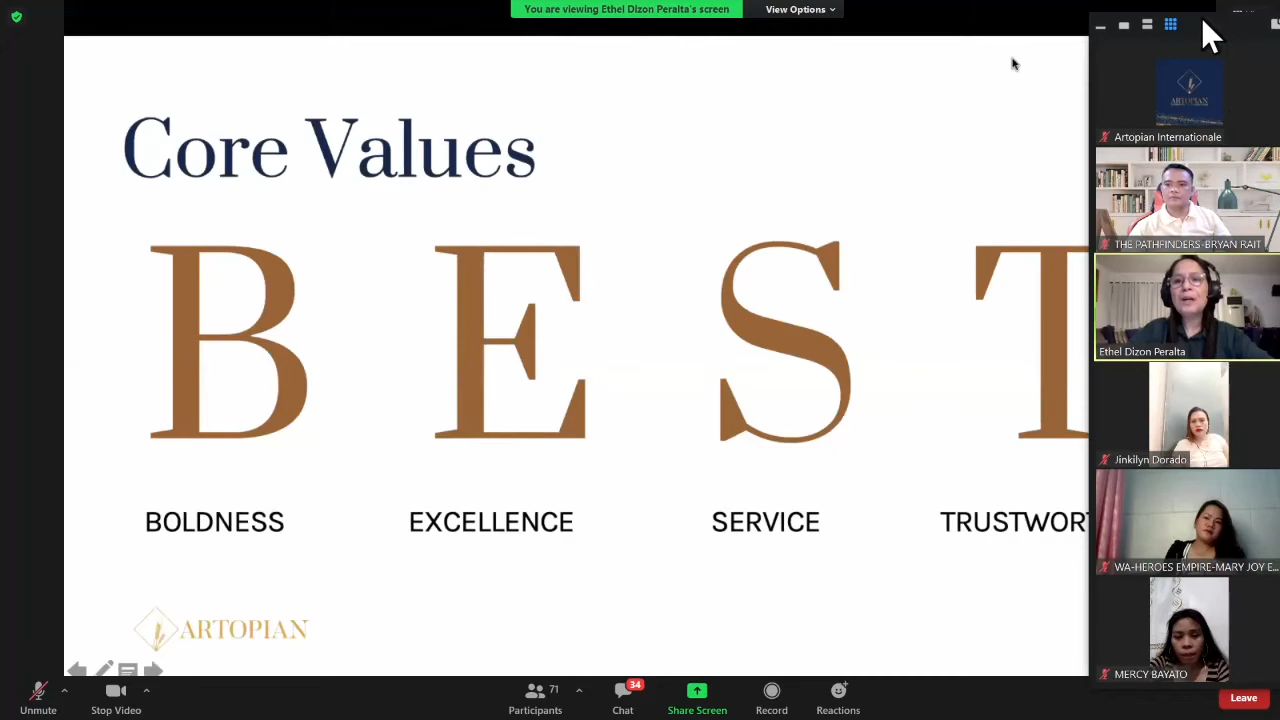 You are viewing Ethel Dizon Peralta's screen
View Options
Core Values
B E S T
BOLDNESS
EXCELLENCE
SERVICE
TRUSTWOR
ARTOPIAN
ARTOPIAN
Artopian Internationale
THE PATHFINDERS-BRYAN RAIT
Ethel Dizon Peralta
Jinkilyn Dorado
WA-HEROES EMPIRE-MARY JOY E...
MERCY BAYATO
Unmute
Stop Video
71
Participants
34
Chat
Share Screen
Record
Reactions
Leave